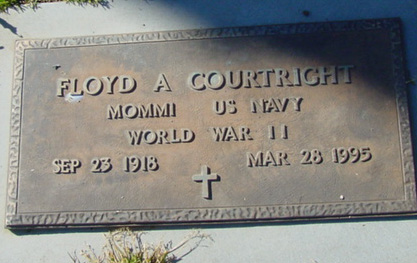 FLOYD A COURTRIGHT
MOMM1 US NAVY
WORLD WAR II
SEP 23 1918 MAR 28 1995